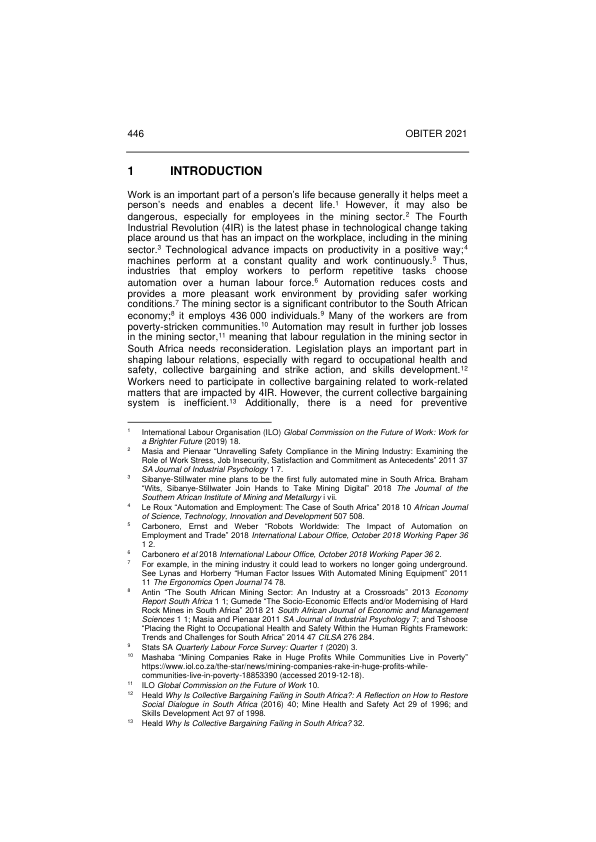 446 OBITER 2021
1 INTRODUCTION
Work is an important part of a person’s life because generally it helps meet a
person’s needs and enables a decent life.1 However, it may also be
dangerous, especially for employees in the mining sector.2 The Fourth
Industrial Revolution (4IR) is the latest phase in technological change taking
place around us that has an impact on the workplace, including in the mining
sector.3 Technological advance impacts on productivity in a positive way;4
machines perform at a constant quality and work continuously.5 Thus,
industries that employ workers to perform repetitive tasks choose
automation over a human labour force.6 Automation reduces costs and
provides a more pleasant work environment by providing safer working
conditions.7 The mining sector is a significant contributor to the South African
economy;8 it employs 436 000 individuals.9 Many of the workers are from
poverty-stricken communities.10 Automation may result in further job losses
in the mining sector,11 meaning that labour regulation in the mining sector in
South Africa needs reconsideration. Legislation plays an important part in
shaping labour relations, especially with regard to occupational health and
safety, collective bargaining and strike action, and skills development.12
Workers need to participate in collective bargaining related to work-related
matters that are impacted by 4IR. However, the current collective bargaining
system is inefficient.13 Additionally, there is a need for preventive
1 International Labour Organisation (ILO) Global Commission on the Future of Work: Work for
a Brighter Future (2019) 18.
2 Masia and Pienaar “Unravelling Safety Compliance in the Mining Industry: Examining the
Role of Work Stress, Job Insecurity, Satisfaction and Commitment as Antecedents” 2011 37
SA Journal of Industrial Psychology 1 7.
3 Sibanye-Stillwater mine plans to be the first fully automated mine in South Africa. Braham
“Wits, Sibanye-Stillwater Join Hands to Take Mining Digital” 2018 The Journal of the
Southern African Institute of Mining and Metallurgy i vii.
4 Le Roux “Automation and Employment: The Case of South Africa” 2018 10 African Journal
of Science, Technology, Innovation and Development 507 508.
5 Carbonero, Ernst and Weber “Robots Worldwide: The Impact of Automation on
Employment and Trade” 2018 International Labour Office, October 2018 Working Paper 36
1 2.
6 Carbonero et al 2018 International Labour Office, October 2018 Working Paper 36 2.
7 For example, in the mining industry it could lead to workers no longer going underground.
See Lynas and Horberry “Human Factor Issues With Automated Mining Equipment” 2011
11 The Ergonomics Open Journal 74 78.
8 Antin “The South African Mining Sector: An Industry at a Crossroads” 2013 Economy
Report South Africa 1 1; Gumede “The Socio-Economic Effects and/or Modernising of Hard
Rock Mines in South Africa” 2018 21 South African Journal of Economic and Management
Sciences 1 1; Masia and Pienaar 2011 SA Journal of Industrial Psychology 7; and Tshoose
“Placing the Right to Occupational Health and Safety Within the Human Rights Framework:
Trends and Challenges for South Africa” 2014 47 CILSA 276 284.
9 Stats SA Quarterly Labour Force Survey: Quarter 1 (2020) 3.
10 Mashaba “Mining Companies Rake in Huge Profits While Communities Live in Poverty”
https://www.iol.co.za/the-star/news/mining-companies-rake-in-huge-profits-while-
communities-live-in-poverty-18853390 (accessed 2019-12-18).
11 ILO Global Commission on the Future of Work 10.
12 Heald Why Is Collective Bargaining Failing in South Africa?: A Reflection on How to Restore
Social Dialogue in South Africa (2016) 40; Mine Health and Safety Act 29 of 1996; and
Skills Development Act 97 of 1998.
13 Heald Why Is Collective Bargaining Failing in South Africa? 32.